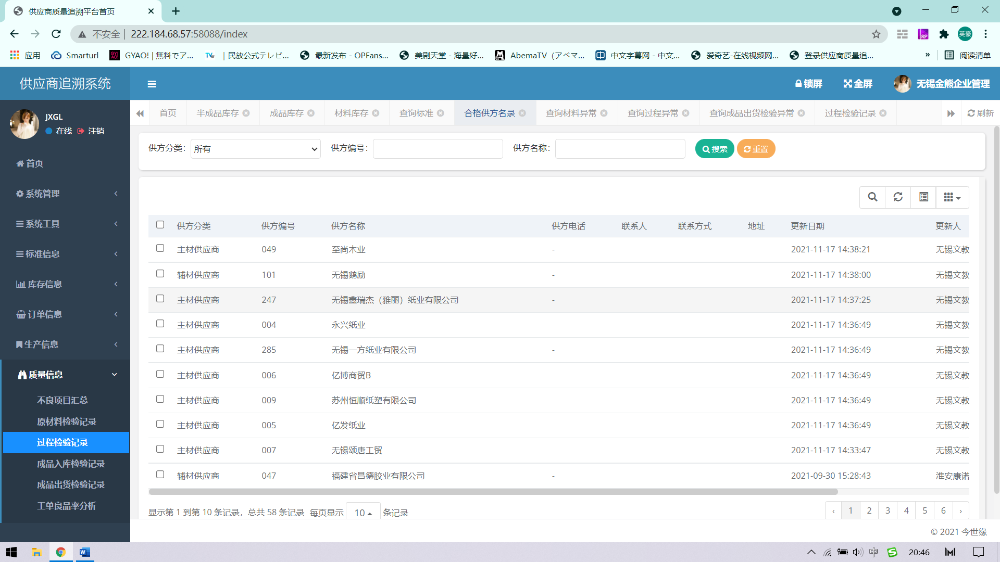 供应商质量追溯平台首页
不安全 | 222.184.68.57:58088/index
英豪
应用 Smarturl GYAO! | 無料でア... | 民放公式テレビ... 最新发布 - OPFans... 美剧天堂 - 海量好... AbemaTV（アベマ... 中文字幕网 - 中文... 爱奇艺-在线视频网... 登录供应商质量追... » 阅读清单
供应商追溯系统 锁屏 全屏 无锡金熊企业管理
首页 半成品库存 成品库存 材料库存 查询标准 合格供方名录 查询材料异常 查询过程异常 查询成品出货检验异常 过程检验记录 刷新
JXGL
在线 注销
首页
系统管理
系统工具
标准信息
库存信息
订单信息
生产信息
质量信息
不良项目汇总
原材料检验记录
过程检验记录
成品入库检验记录
成品出货检验记录
工单良品率分析
供方分类： 所有 供方编号： 供方名称： 搜索 重置
供方分类 供方编号 供方名称 供方电话 联系人 联系方式 地址 更新日期 更新人
主材供应商 049 至尚木业 - 2021-11-17 14:38:21 无锡文教
辅材供应商 101 无锡鹅励 - 2021-11-17 14:38:00 无锡文教
主材供应商 247 无锡鑫瑞杰（雅丽）纸业有限公司 - 2021-11-17 14:37:25 无锡文教
主材供应商 004 永兴纸业 2021-11-17 14:36:49 无锡文教
主材供应商 285 无锡一方纸业有限公司 - 2021-11-17 14:36:49 无锡文教
主材供应商 006 亿博商贸B 2021-11-17 14:36:49 无锡文教
主材供应商 009 苏州恒顺纸塑有限公司 2021-11-17 14:36:49 无锡文教
主材供应商 005 亿发纸业 2021-11-17 14:36:49 无锡文教
主材供应商 007 无锡颂唐工贸 2021-11-17 14:33:47 无锡文教
辅材供应商 047 福建省昌德胶业有限公司 - 2021-09-30 15:28:43 淮安康诺
显示第 1 到第 10 条记录，总共 58 条记录 每页显示 10 条记录 ‹ 1 2 3 4 5 6 ›
© 2021 今世缘
中 20:46